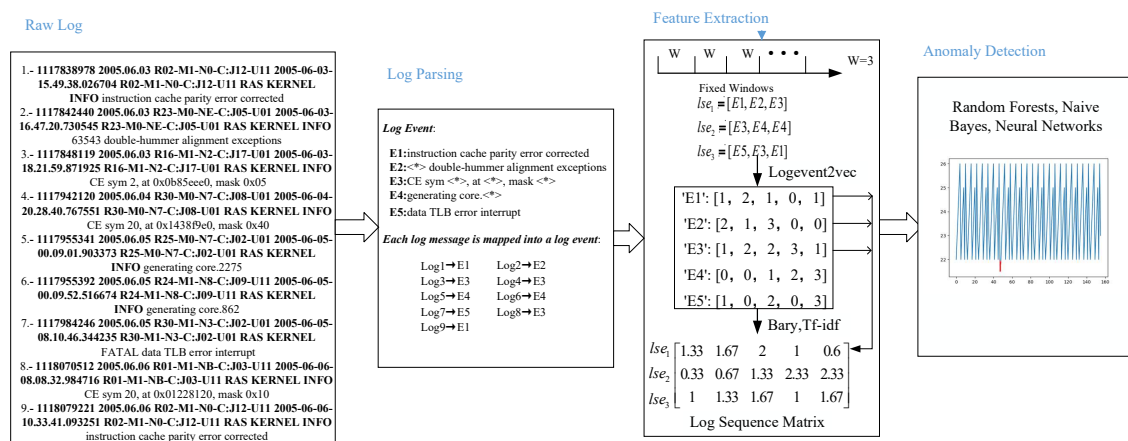 Raw Log
1.- 1117838978 2005.06.03 R02-M1-N0-C:J12-U11 2005-06-03-
15.49.38.026704 R02-M1-N0-C:J12-U11 RAS KERNEL
INFO instruction cache parity error corrected
2.- 1117842440 2005.06.03 R23-M0-NE-C:J05-U01 2005-06-03-
16.47.20.730545 R23-M0-NE-C:J05-U01 RAS KERNEL INFO
63543 double-hummer alignment exceptions
3.- 1117848119 2005.06.03 R16-M1-N2-C:J17-U01 2005-06-03-
18.21.59.871925 R16-M1-N2-C:J17-U01 RAS KERNEL INFO
CE sym 2, at 0x0b85eee0, mask 0x05
4.- 1117942120 2005.06.04 R30-M0-N7-C:J08-U01 2005-06-04-
20.28.40.767551 R30-M0-N7-C:J08-U01 RAS KERNEL INFO
CE sym 20, at 0x1438f9e0, mask 0x40
5.- 1117955341 2005.06.05 R25-M0-N7-C:J02-U01 2005-06-05-
00.09.01.903373 R25-M0-N7-C:J02-U01 RAS KERNEL
INFO generating core.2275
6.- 1117955392 2005.06.05 R24-M1-N8-C:J09-U11 2005-06-05-
00.09.52.516674 R24-M1-N8-C:J09-U11 RAS KERNEL
INFO generating core.862
7.- 1117984246 2005.06.05 R30-M1-N3-C:J02-U01 2005-06-05-
08.10.46.344235 R30-M1-N3-C:J02-U01 RAS KERNEL
FATAL data TLB error interrupt
8.- 1118070512 2005.06.06 R01-M1-NB-C:J03-U11 2005-06-06-
08.08.32.984716 R01-M1-NB-C:J03-U11 RAS KERNEL INFO
CE sym 20, at 0x01228120, mask 0x10
9.- 1118079221 2005.06.06 R02-M1-N0-C:J12-U11 2005-06-06-
10.33.41.093251 R02-M1-N0-C:J12-U11 RAS KERNEL INFO
instruction cache parity error corrected
Log Parsing
Log Event:
E1:instruction cache parity error corrected
E2:<*> double-hummer alignment exceptions
E3:CE sym <*>, at <*>, mask <*>
E4:generating core.<*>
E5:data TLB error interrupt
Each log message is mapped into a log event:
Log1→E1 Log2→E2
Log3→E3 Log4→E3
Log5→E4 Log6→E4
Log7→E5 Log8→E3
Log9→E1
Feature Extraction
W W W • • •
W=3
Fixed Windows
lse1 = [E1, E2, E3]
lse2 = [E3, E4, E4]
lse3 = [E5, E3, E1]
Logevent2vec
'E1': [1, 2, 1, 0, 1]
'E2': [2, 1, 3, 0, 0]
'E3': [1, 2, 2, 3, 1]
'E4': [0, 0, 1, 2, 3]
'E5': [1, 0, 2, 0, 3]
Bary,Tf-idf
lse1 1.33 1.67 2 1 0.6
lse2 0.33 0.67 1.33 2.33 2.33
lse3 1 1.33 1.67 1 1.67
Log Sequence Matrix
Anomaly Detection
Random Forests, Naive
Bayes, Neural Networks
26
25
24
23
22
0 20 40 60 80 100 120 140 160